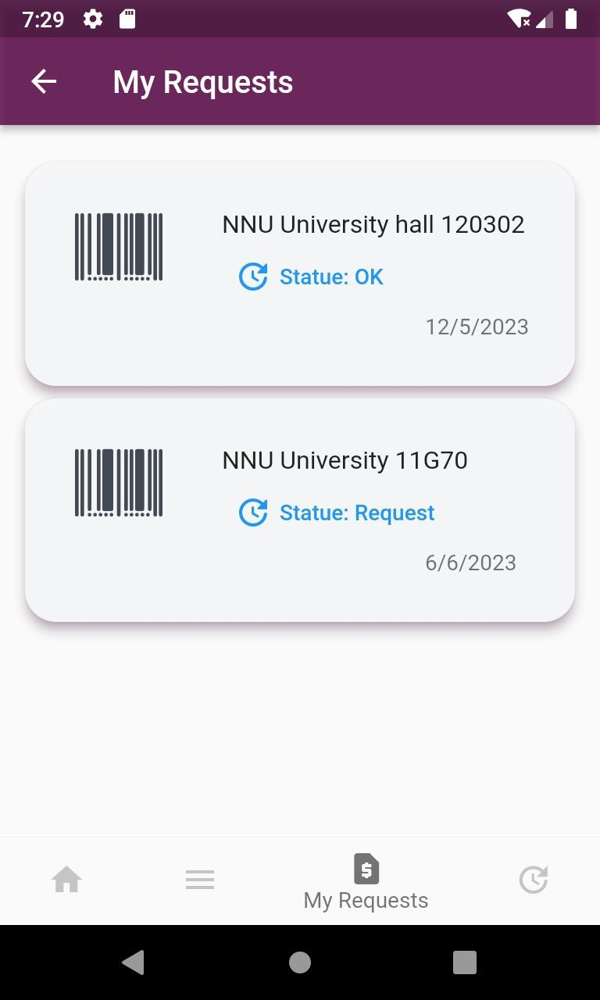 7:29
My Requests
NNU University hall 120302
Statue: OK
12/5/2023
NNU University 11G70
Statue: Request
6/6/2023
My Requests